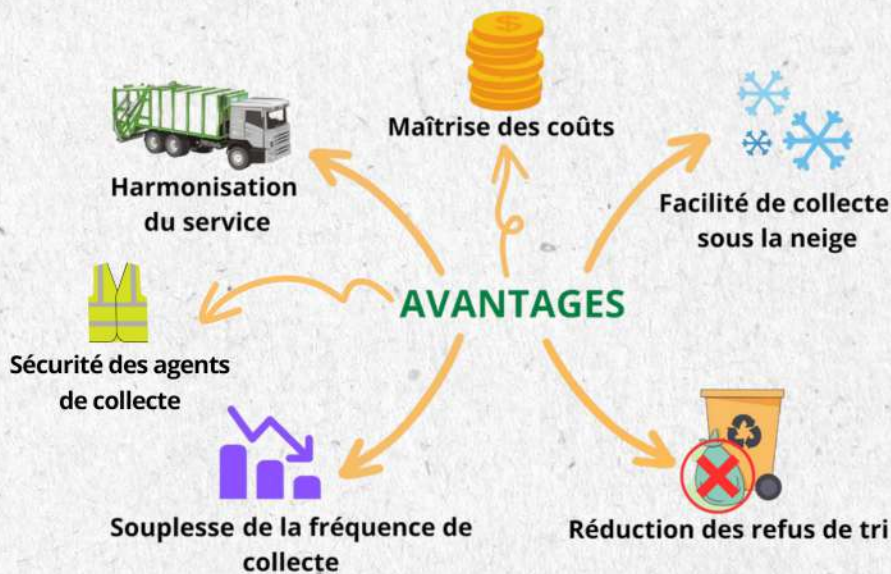 Maîtrise des coûts
Harmonisation
du service
Facilité de collecte
sous la neige
AVANTAGES
Sécurité des agents
de collecte
Souplesse de la fréquence de
collecte
Réduction des refus de tri
$